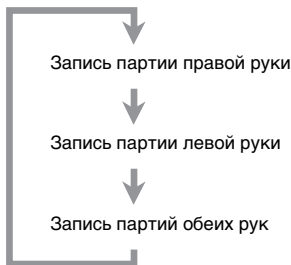 Запись партии правой руки
Запись партии левой руки
Запись партий обеих рук